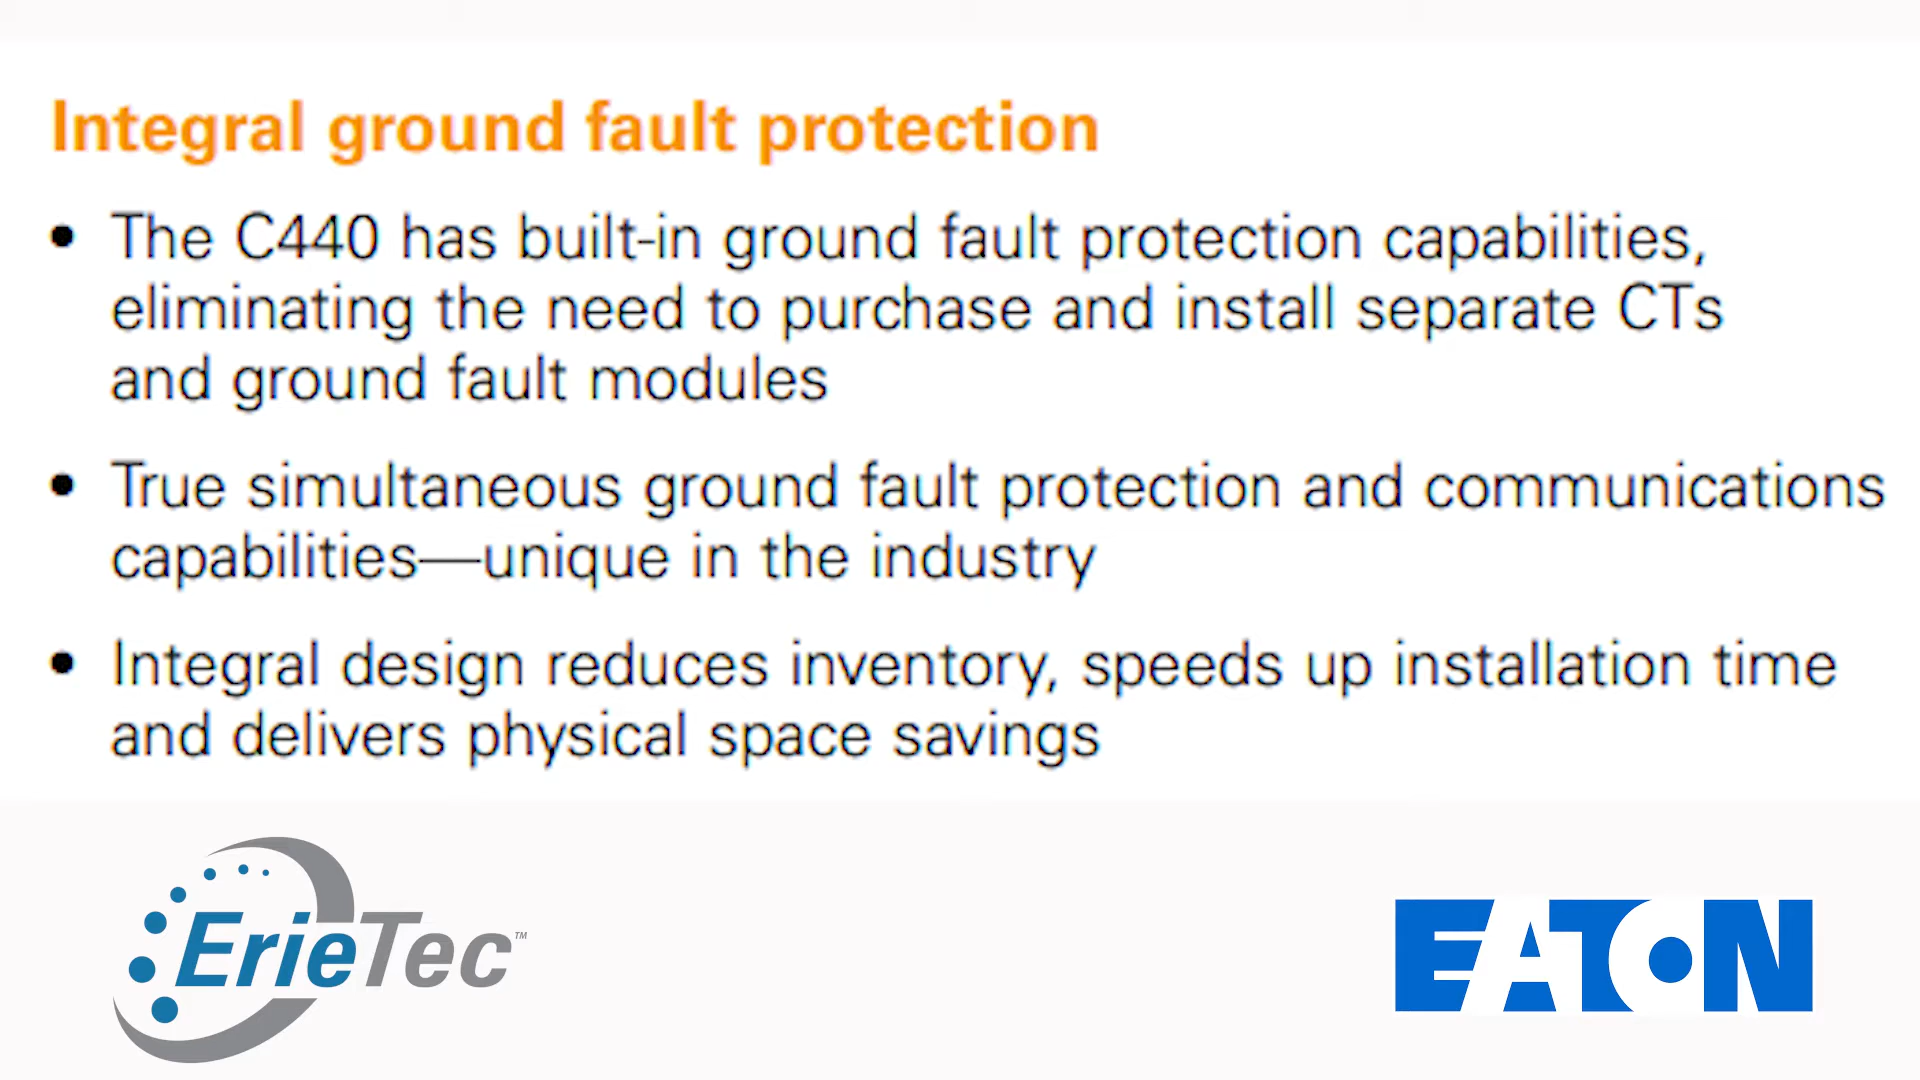 Integral ground fault protection
• The C440 has built-in ground fault protection capabilities,
eliminating the need to purchase and install separate CTs
and ground fault modules
• True simultaneous ground fault protection and communications
capabilities—unique in the industry
• Integral design reduces inventory, speeds up installation time
and delivers physical space savings
ErieTec™
EATON